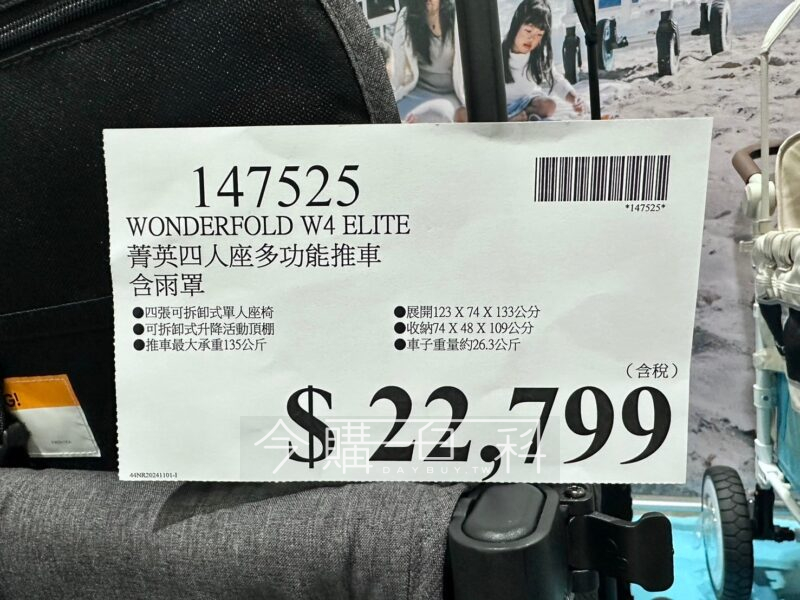 147525
*147525*
WONDERFOLD W4 ELITE
菁英四人座多功能推車
含雨罩
●四張可拆卸式單人座椅
●可拆卸式升降活動頂棚
●推車最大承重135公斤
●展開123 X 74 X 133公分
●收納74 X 48 X 109公分
●車子重量約26.3公斤
（含稅）
$ 22,799
今購百科
DAYBUY.TW
44NR20241101-1
G!